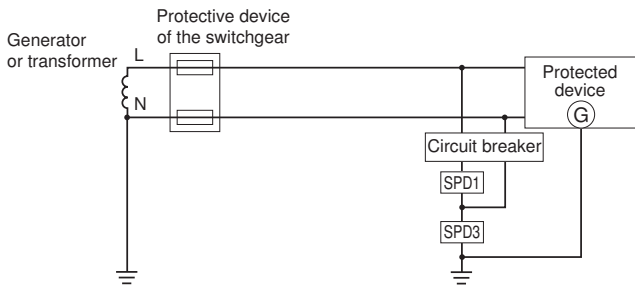 Generator
or transformer
L
N
Protective device
of the switchgear
Protected
device
G
Circuit breaker
SPD1
SPD3